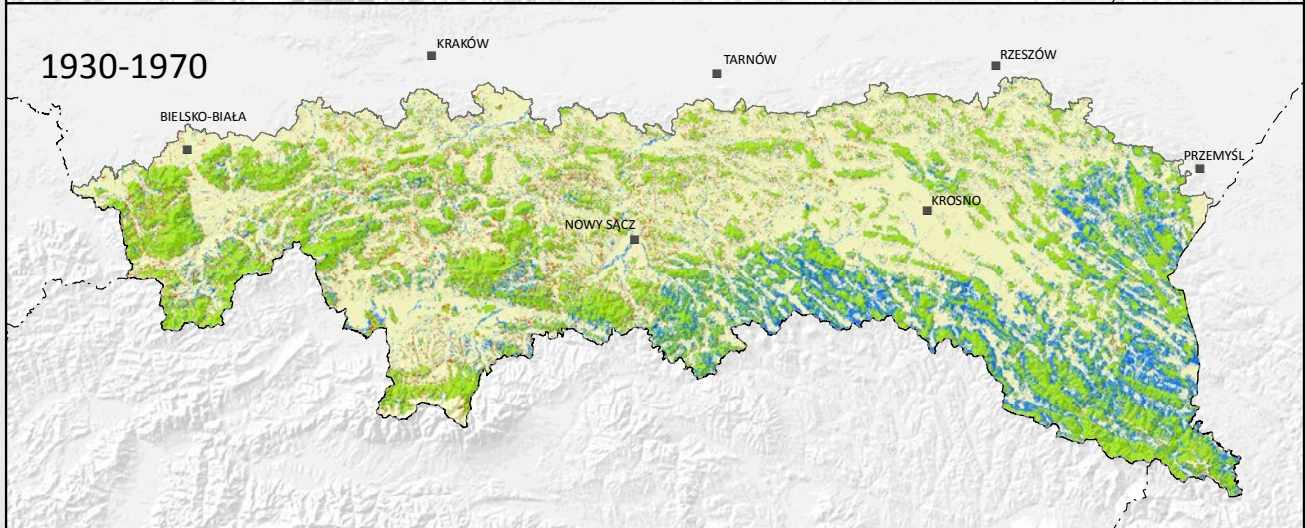 1930-1970
KRAKÓW
TARNÓW
RZESZÓW
BIELSKO-BIAŁA
PRZEMYŚL
KROSNO
NOWY SĄCZ